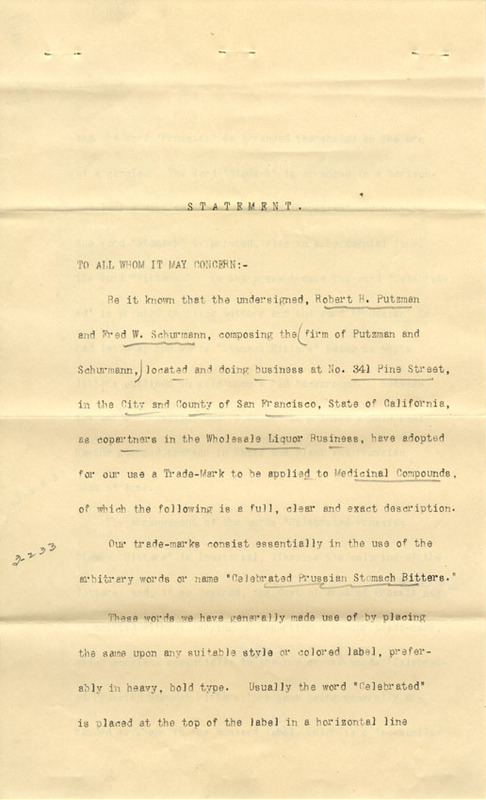 STATEMENT.
TO ALL WHOM IT MAY CONCERN:-
Be it known that the undersigned, Robert H. Putzman
and Fred W. Schurmann, composing the (firm of Putzman and
Schurmann,) located and doing business at No. 341 Pine Street,
in the City and County of San Francisco, State of California,
as copartners in the Wholesale Liquor Business, have adopted
for our use a Trade-Mark to be applied to Medicinal Compounds,
of which the following is a full, clear and exact description.
Our trade-marks consist essentially in the use of the
2233
arbitrary words or name "Celebrated Prussian Stomach Bitters."
These words we have generally made use of by placing
the same upon any suitable style or colored label, prefer-
ably in heavy, bold type. Usually the word "Celebrated"
is placed at the top of the label in a horizontal line